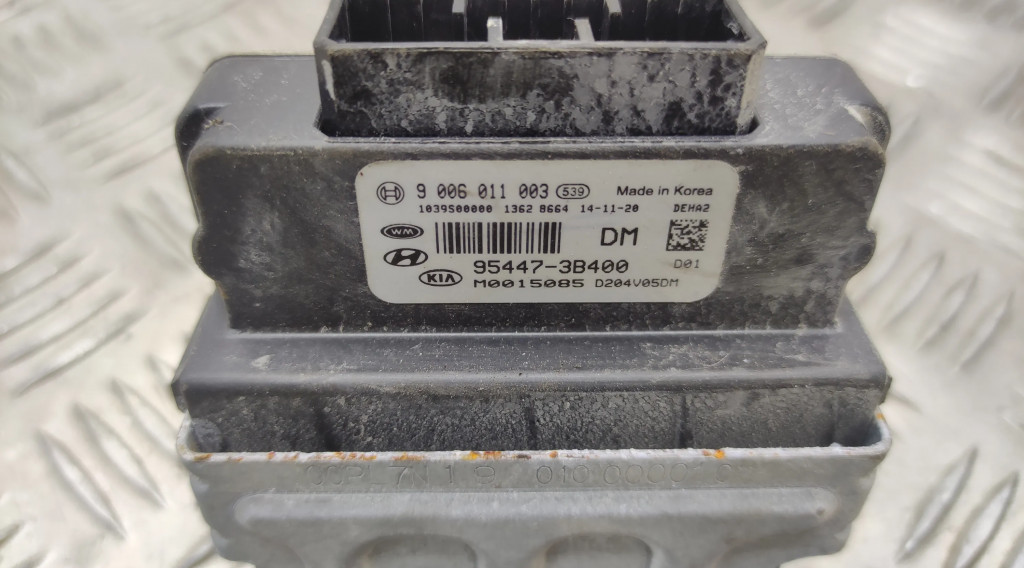 9 006 011 003 539 Made in Korea
1039S00000 1362 8664 14-11-20 DEHA2
WM DM
95447-3B400 D01
KIA M0015085 D204V05DM